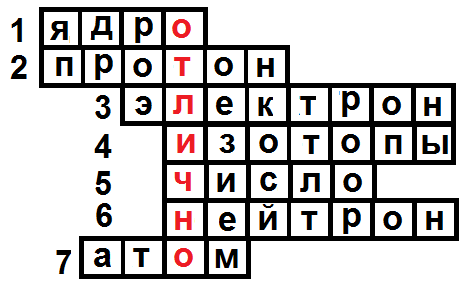 1 ядро
2 протон
3 электрон
4 изотопы
5 число
6 нейтрон
7 атом